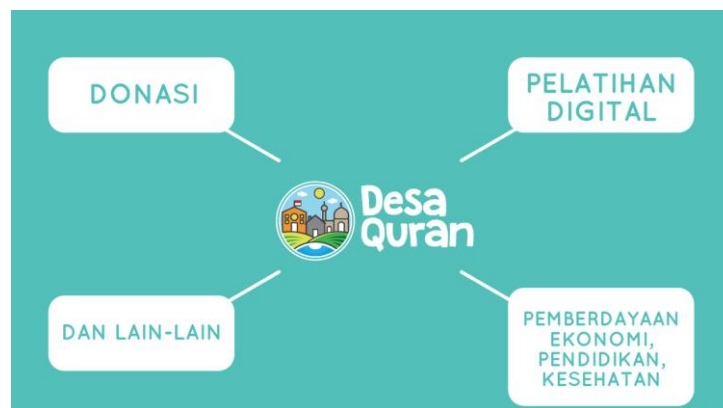 DONASI
PELATIHAN
DIGITAL
Desa
Quran
DAN LAIN-LAIN
PEMBERDAYAAN
EKONOMI,
PENDIDIKAN,
KESEHATAN